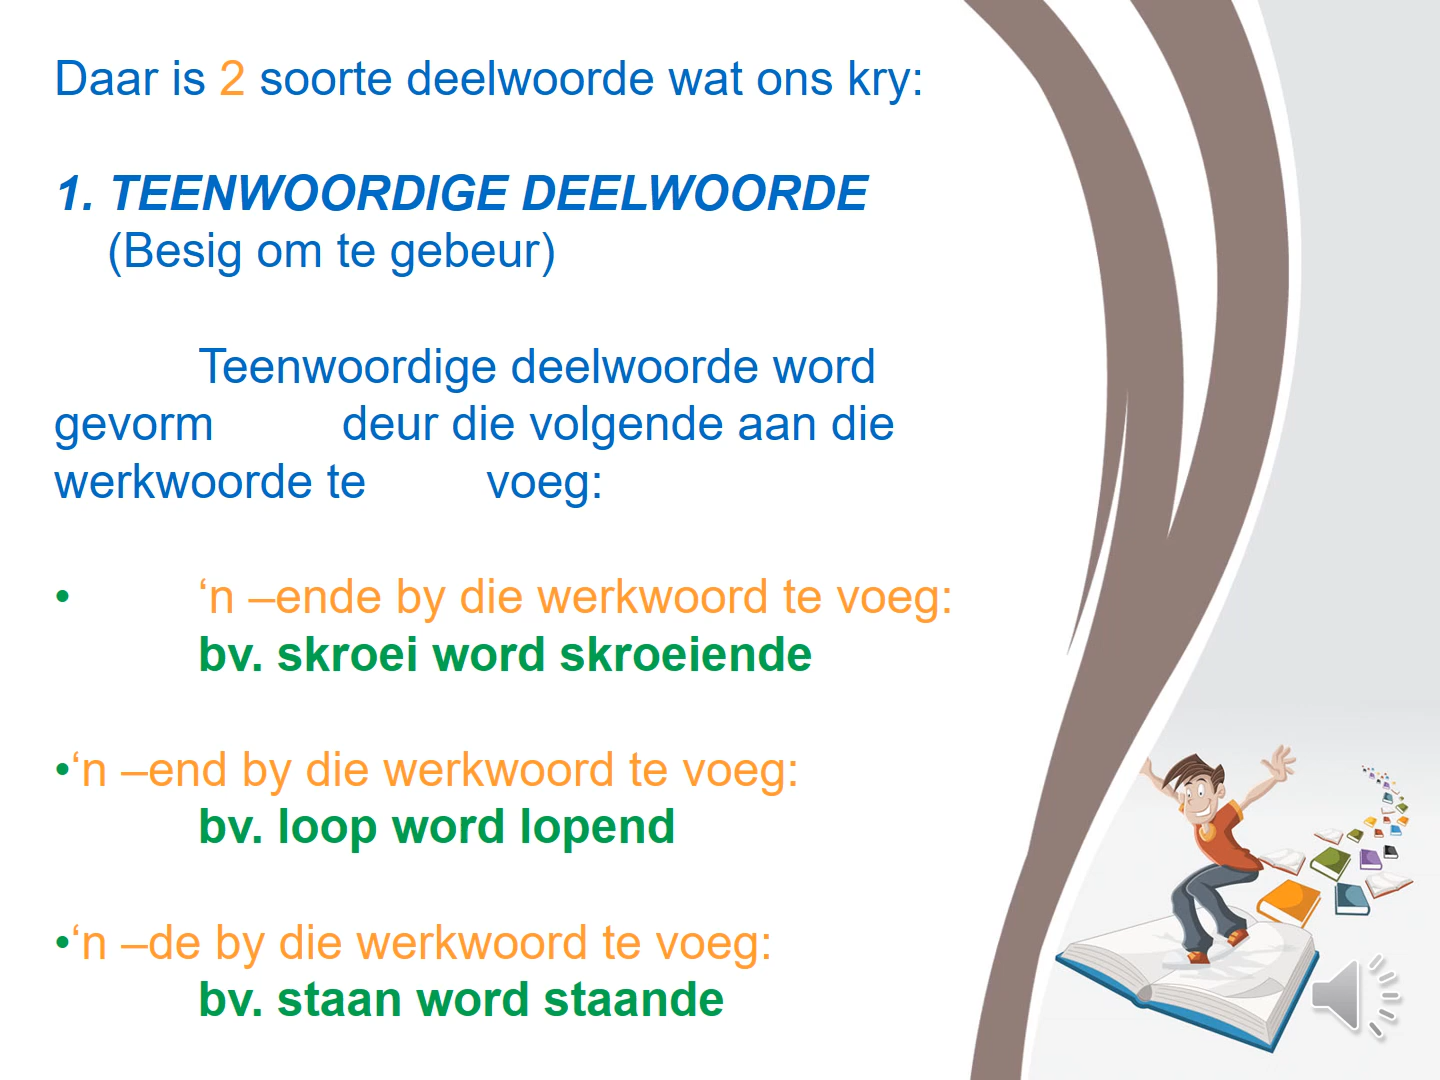 Daar is 2 soorte deelwoorde wat ons kry:
1. TEENWOORDIGE DEELWOORDE
(Besig om te gebeur)
Teenwoordige deelwoorde word
gevorm deur die volgende aan die
werkwoorde te voeg:
• ‘n –ende by die werkwoord te voeg:
bv. skroei word skroeiende
•‘n –end by die werkwoord te voeg:
bv. loop word lopend
•‘n –de by die werkwoord te voeg:
bv. staan word staande